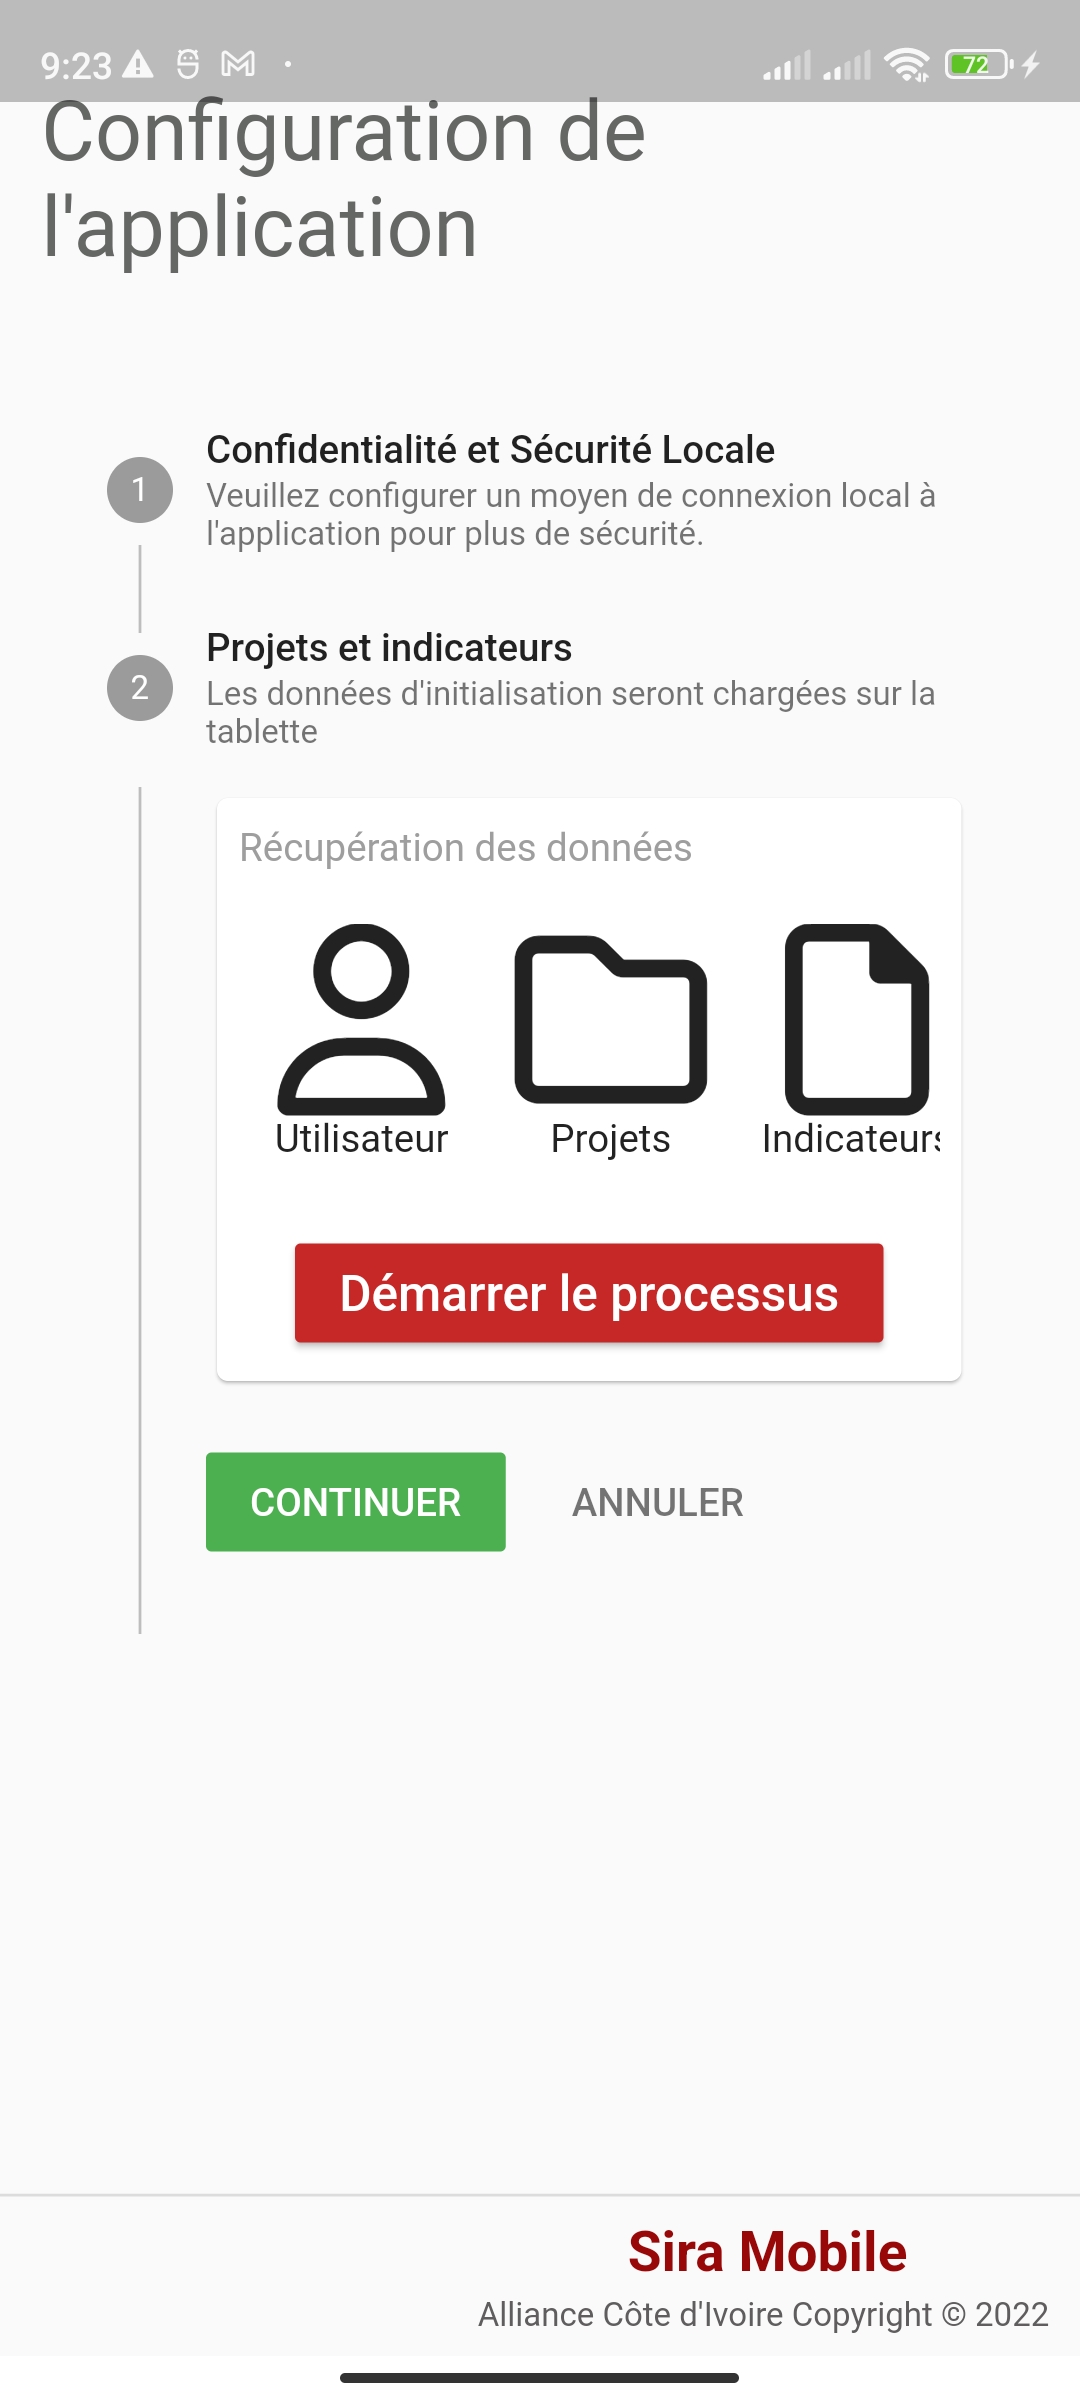 9:23
72
Configuration de
l'application
1
Confidentialité et Sécurité Locale
Veuillez configurer un moyen de connexion local à
l'application pour plus de sécurité.
2
Projets et indicateurs
Les données d'initialisation seront chargées sur la
tablette
Récupération des données
Utilisateur Projets Indicateurs
Démarrer le processus
CONTINUER ANNULER
Sira Mobile
Alliance Côte d'Ivoire Copyright © 2022